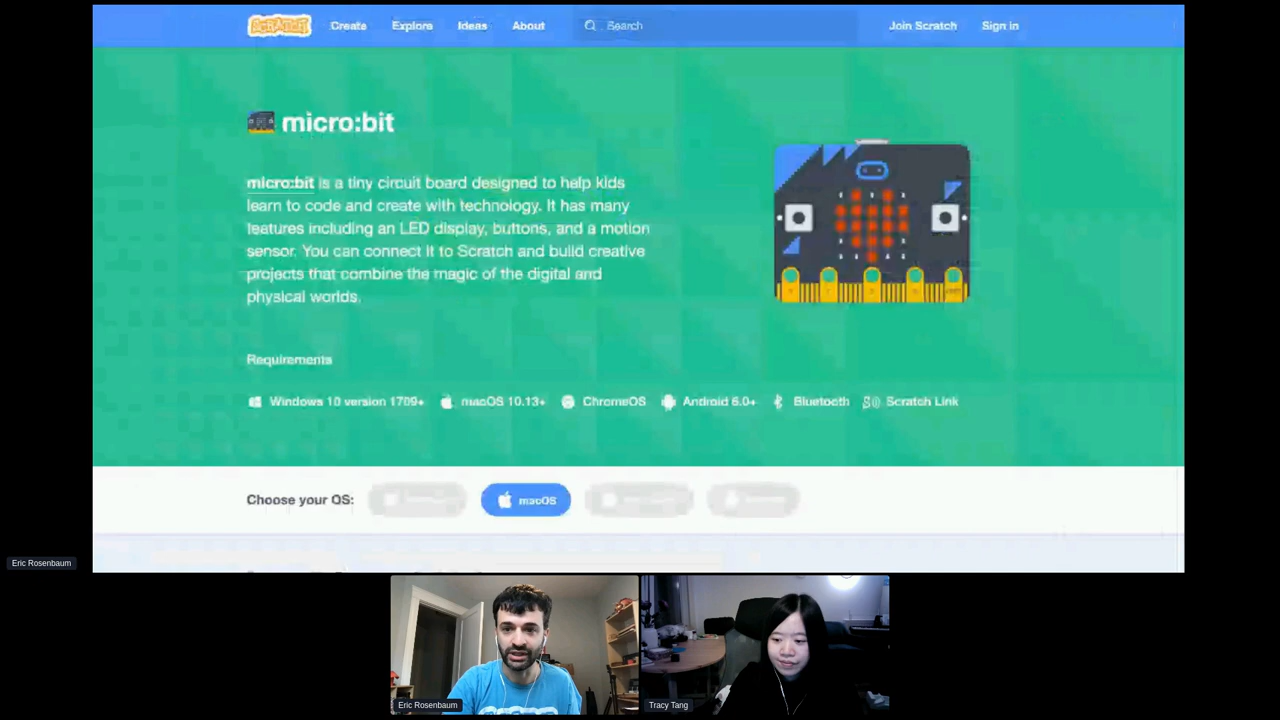 SCRATCH Create Explore Ideas About Search Join Scratch Sign in
micro:bit
micro:bit is a tiny circuit board designed to help kids
learn to code and create with technology. It has many
features including an LED display, buttons, and a motion
sensor. You can connect it to Scratch and build creative
projects that combine the magic of the digital and
physical worlds.
Requirements
Windows 10 version 1709+ macOS 10.13+ ChromeOS Android 6.0+ Bluetooth Scratch Link
Choose your OS: macOS
Eric Rosenbaum
Eric Rosenbaum Tracy Tang